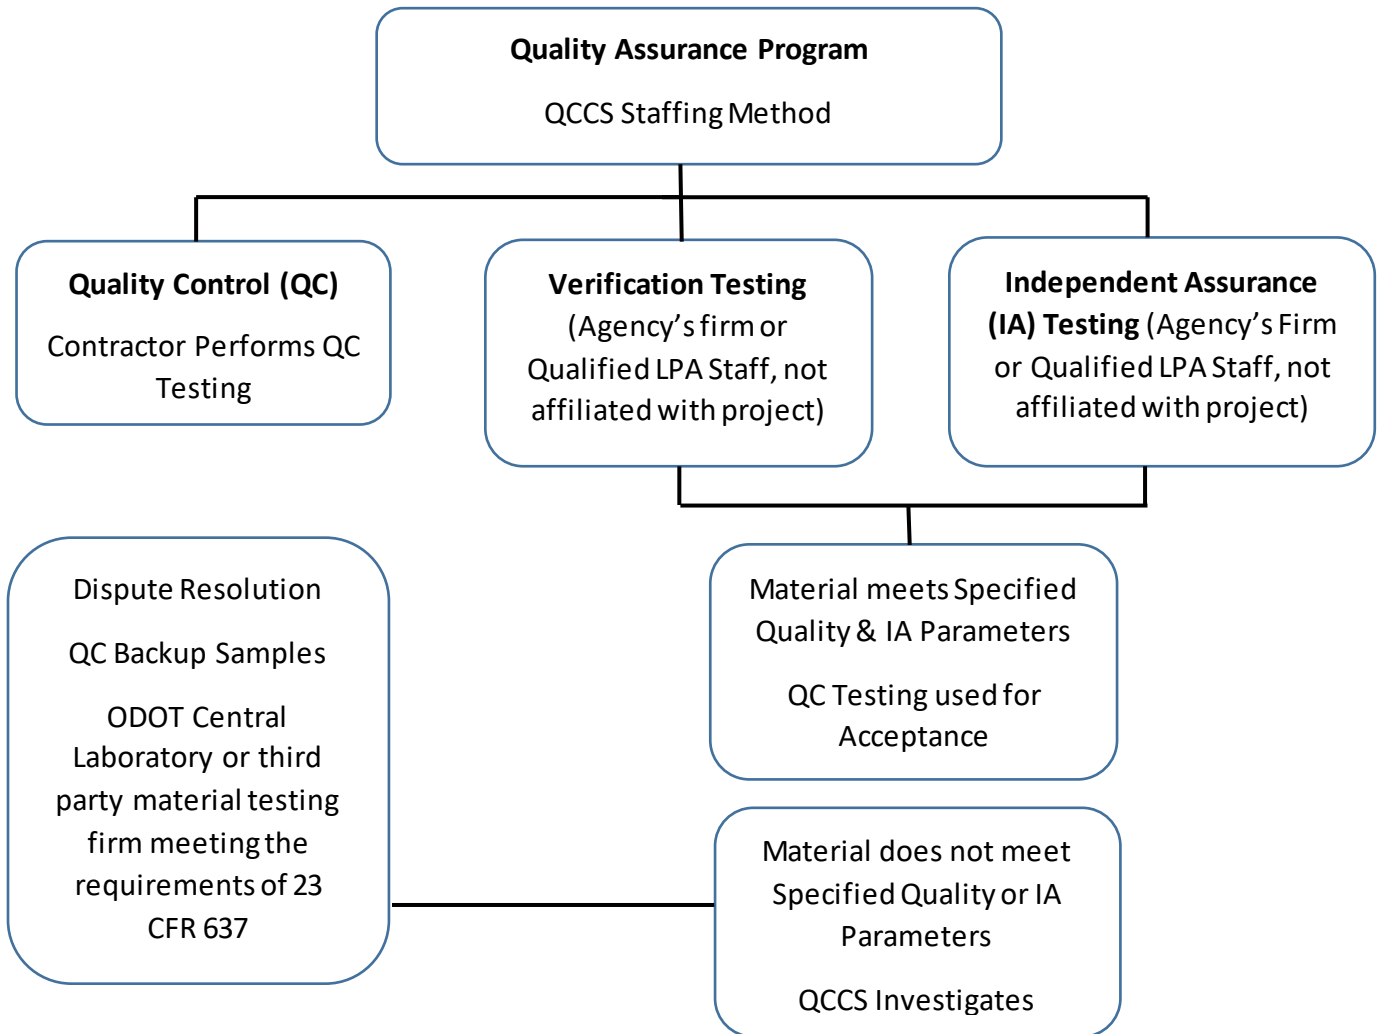 Quality Assurance Program
QCCS Staffing Method
Quality Control (QC)
Contractor Performs QC
Testing
Verification Testing
(Agency's firm or
Qualified LPA Staff, not
affiliated with project)
Independent Assurance
(IA) Testing (Agency's Firm
or Qualified LPA Staff, not
affiliated with project)
Dispute Resolution
QC Backup Samples
ODOT Central
Laboratory or third
party material testing
firm meeting the
requirements of 23
CFR 637
Material meets Specified
Quality & IA Parameters
QC Testing used for
Acceptance
Material does not meet
Specified Quality or IA
Parameters
QCCS Investigates